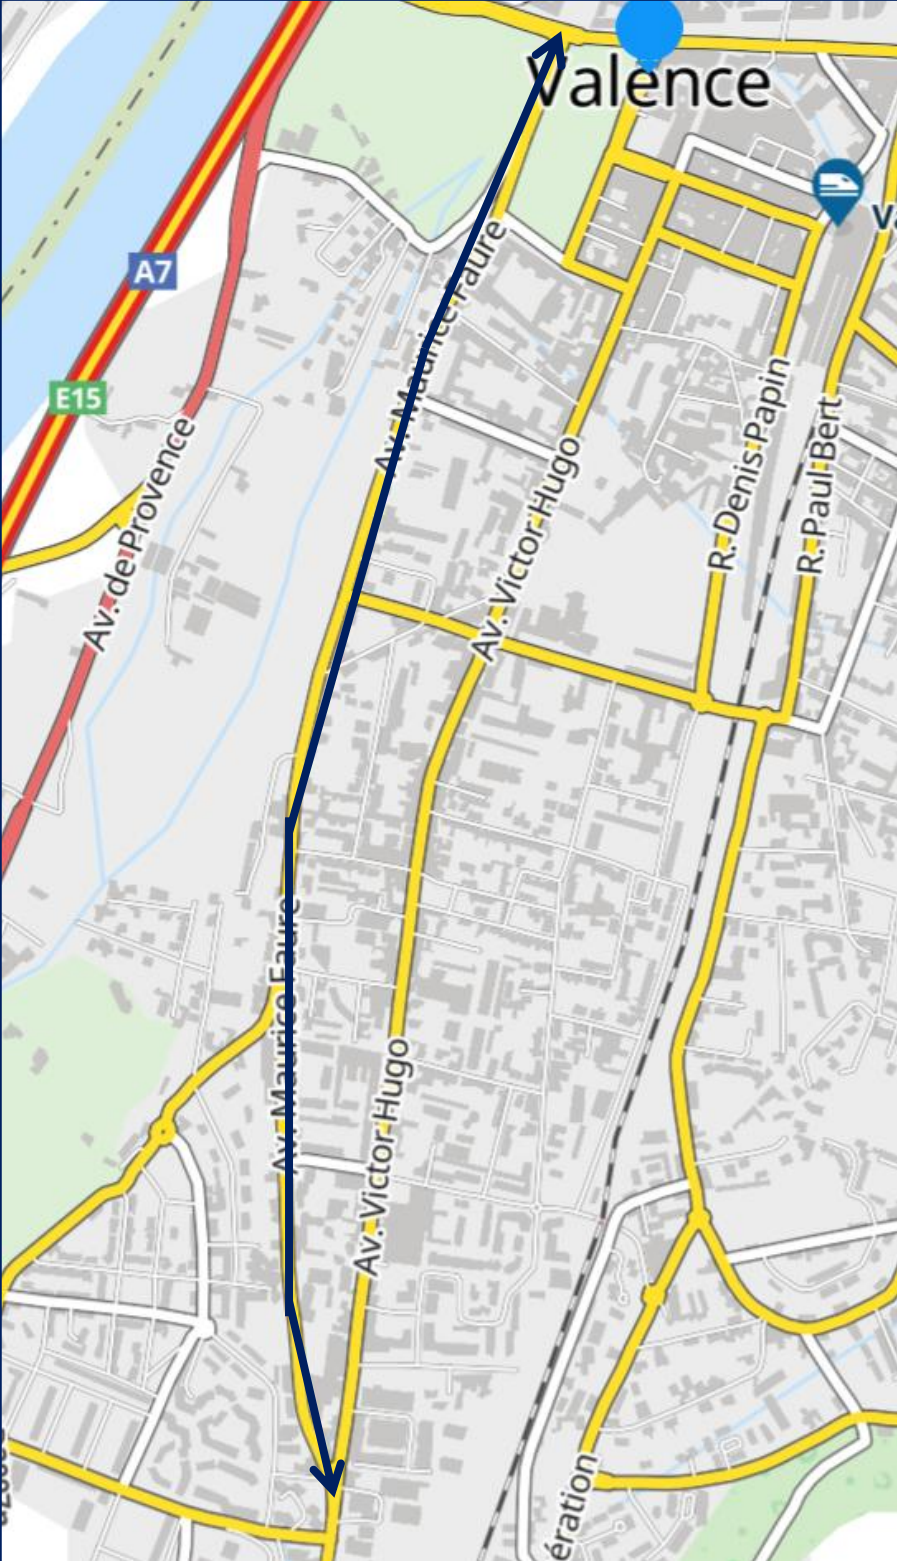 Valence
Va
A7
Av. Maurice Faure
E15
Av. de Provence
Av. Victor Hugo
R. Denis Papin
R. Paul Bert
Av. Maurice Faure
Av. Victor Hugo
ération